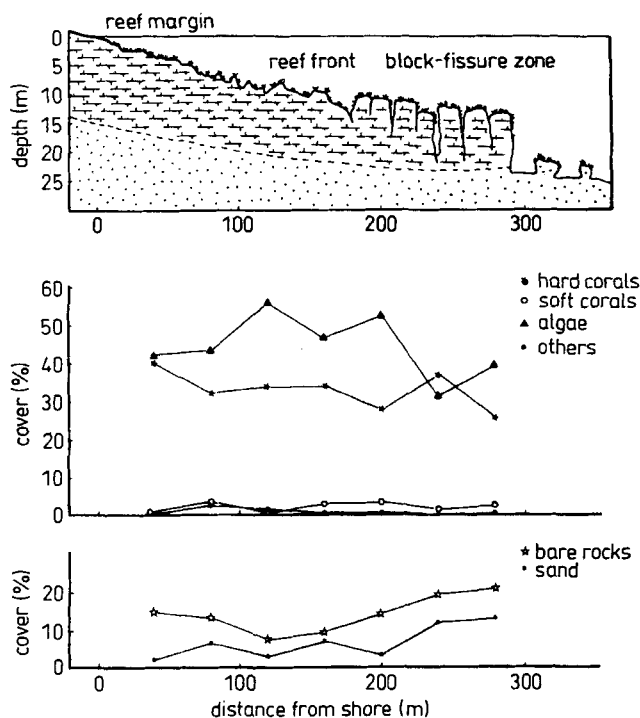 reef margin
reef front block-fissure zone
depth (m)
0
5
10
15
20
25
0 100 200 300
cover (%)
60
50
40
30
20
10
0
hard corals
soft corals
algae
others
cover (%)
20
10
0
bare rocks
sand
0 100 200 300
distance from shore (m)